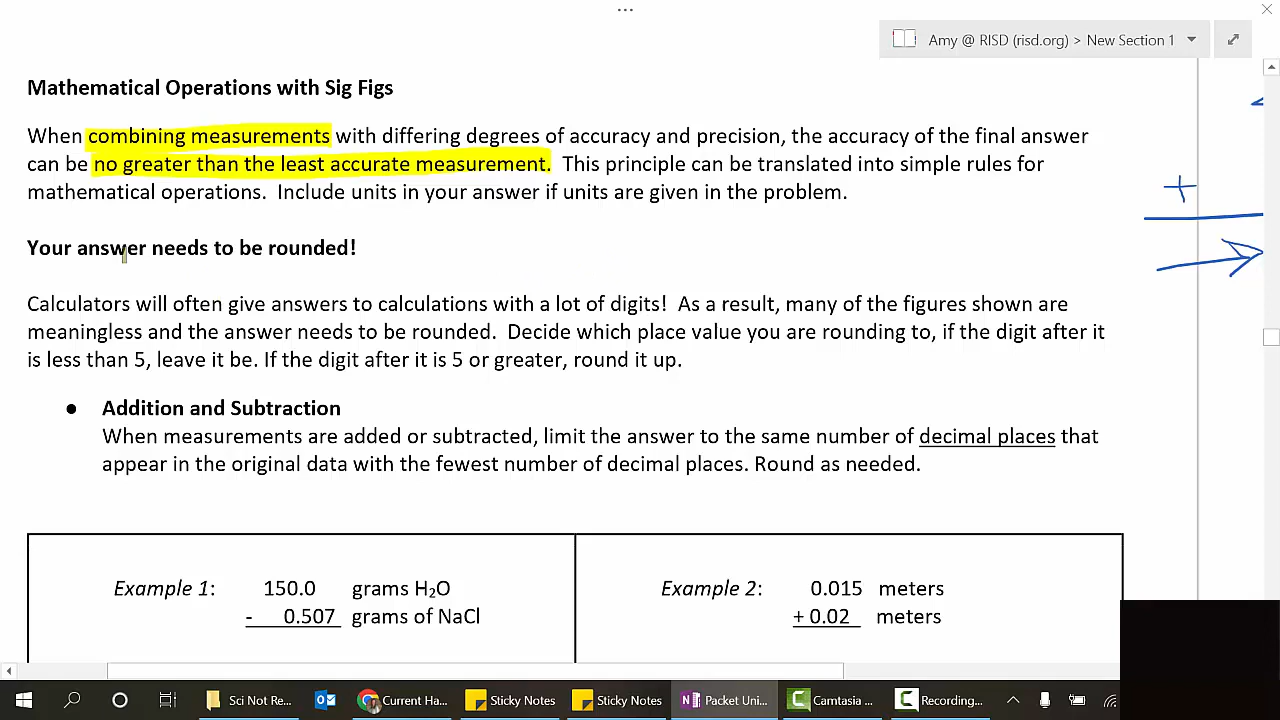 ...
Amy @ RISD (risd.org) > New Section 1
Mathematical Operations with Sig Figs
When combining measurements with differing degrees of accuracy and precision, the accuracy of the final answer
can be no greater than the least accurate measurement.  This principle can be translated into simple rules for
mathematical operations.  Include units in your answer if units are given in the problem.
+
Your answer needs to be rounded!
Calculators will often give answers to calculations with a lot of digits!  As a result, many of the figures shown are
meaningless and the answer needs to be rounded.  Decide which place value you are rounding to, if the digit after it
is less than 5, leave it be. If the digit after it is 5 or greater, round it up.
● Addition and Subtraction
When measurements are added or subtracted, limit the answer to the same number of decimal places that
appear in the original data with the fewest number of decimal places. Round as needed.
Example 1: 150.0 grams H₂O
- 0.507 grams of NaCl
Example 2: 0.015 meters
+ 0.02 meters
Sci Not Re...
Current Ha...
Sticky Notes
Sticky Notes
Packet Uni...
Camtasia ...
Recording...